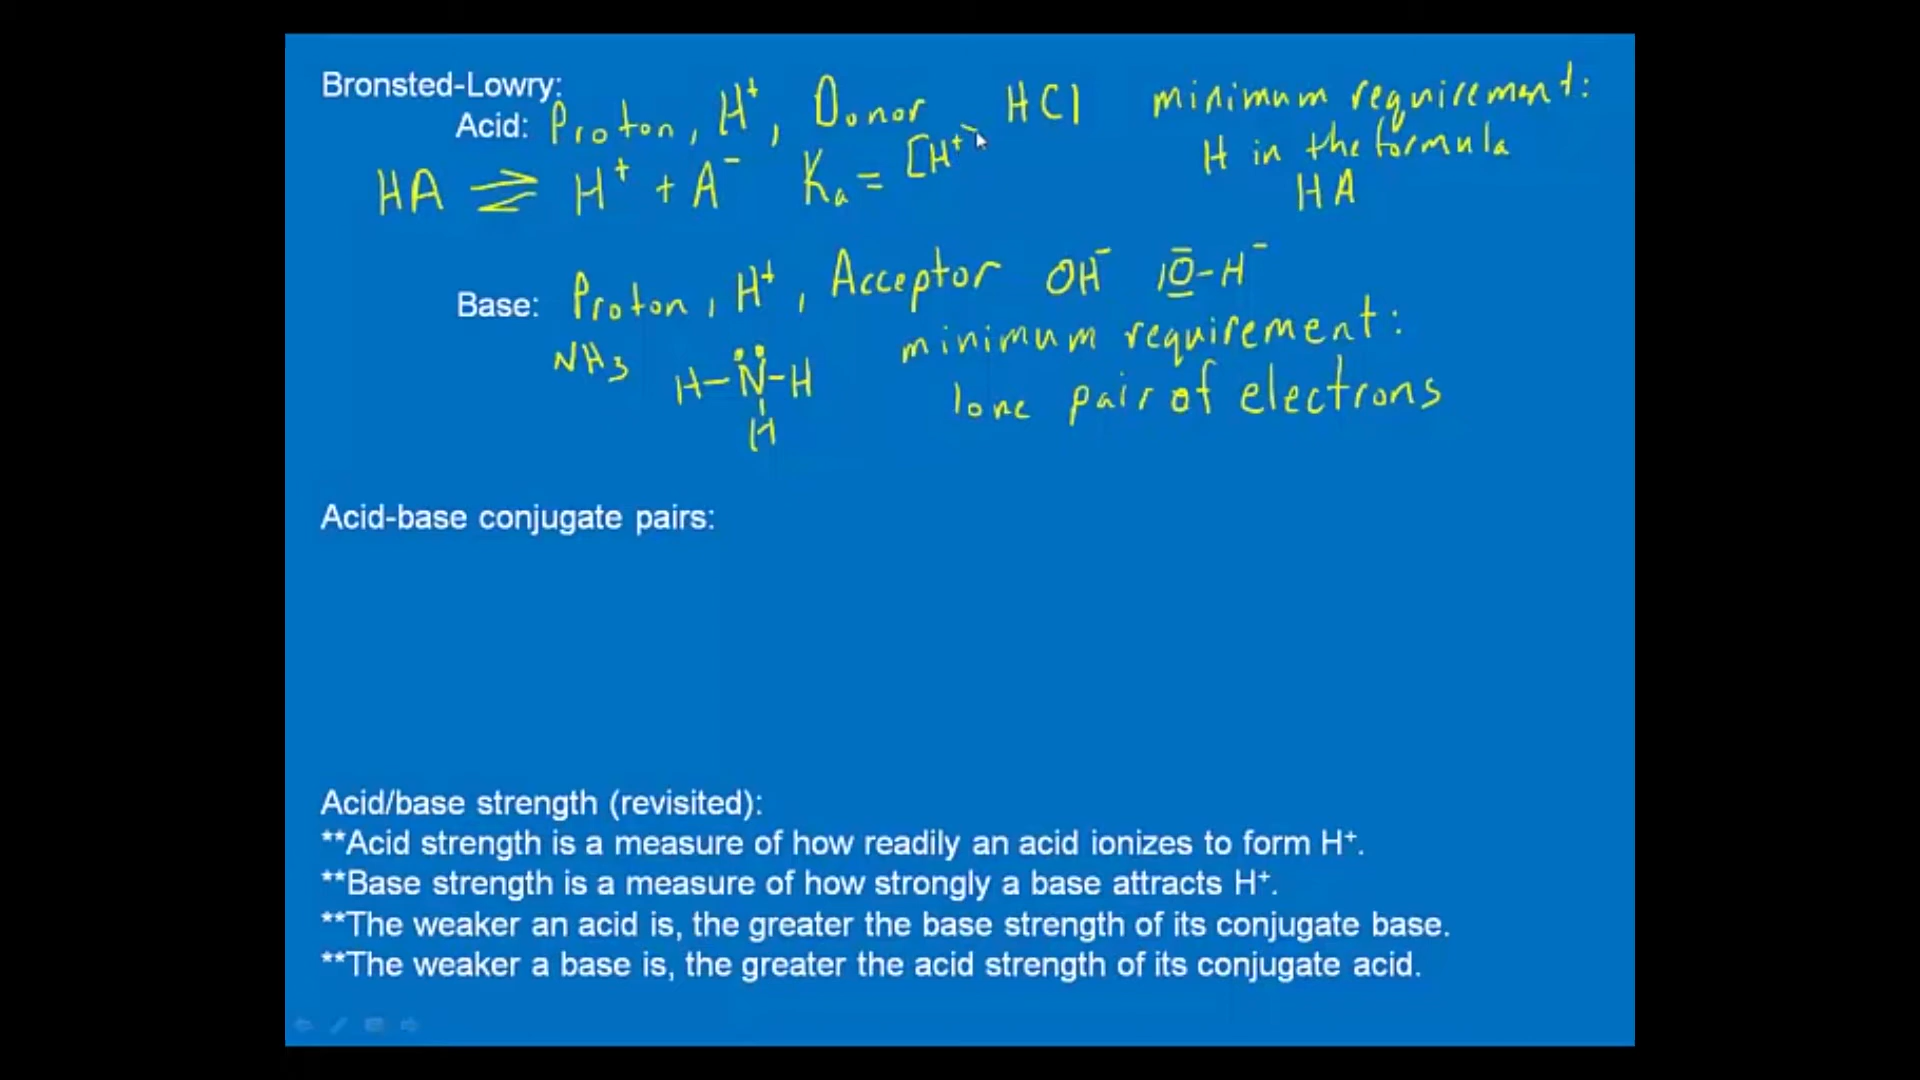 Bronsted-Lowry:
Acid: Proton, H⁺, Donor HCl minimum requirement:
H in the formula
HA ⇌ H⁺ + A⁻ Kₐ = [H⁺ HA
Base: Proton, H⁺, Acceptor OH⁻ |O̲̅-H⁻
NH₃ H-N̈-H minimum requirement:
H lone pair of electrons
Acid-base conjugate pairs:
Acid/base strength (revisited):
**Acid strength is a measure of how readily an acid ionizes to form H⁺.
**Base strength is a measure of how strongly a base attracts H⁺.
**The weaker an acid is, the greater the base strength of its conjugate base.
**The weaker a base is, the greater the acid strength of its conjugate acid.